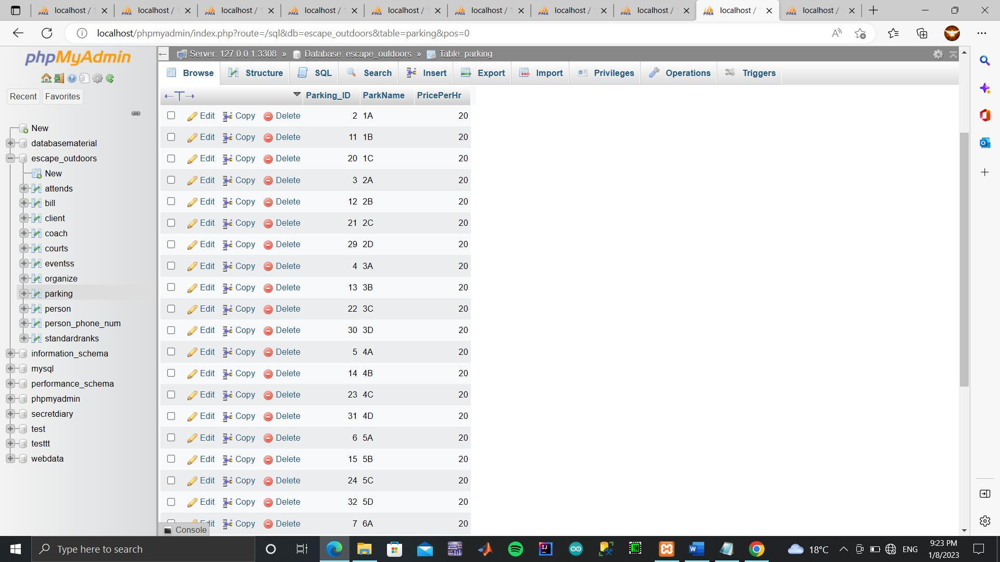 localhost / localhost / localhost / localhost / localhost / localhost / localhost / localhost / localhost / localhost /
localhost/phpmyadmin/index.php?route=/sql&db=escape_outdoors&table=parking&pos=0
phpMyAdmin
Recent Favorites
New
databasematerial
escape_outdoors
New
attends
bill
client
coach
courts
eventss
organize
parking
person
person_phone_num
standardranks
information_schema
mysql
performance_schema
phpmyadmin
secretdiary
test
testtt
webdata
Server: 127.0.0.1:3308 » Database: escape_outdoors » Table: parking
Browse Structure SQL Search Insert Export Import Privileges Operations Triggers
←T→ Parking_ID ParkName PricePerHr
Edit Copy Delete 2 1A 20
Edit Copy Delete 11 1B 20
Edit Copy Delete 20 1C 20
Edit Copy Delete 3 2A 20
Edit Copy Delete 12 2B 20
Edit Copy Delete 21 2C 20
Edit Copy Delete 29 2D 20
Edit Copy Delete 4 3A 20
Edit Copy Delete 13 3B 20
Edit Copy Delete 22 3C 20
Edit Copy Delete 30 3D 20
Edit Copy Delete 5 4A 20
Edit Copy Delete 14 4B 20
Edit Copy Delete 23 4C 20
Edit Copy Delete 31 4D 20
Edit Copy Delete 6 5A 20
Edit Copy Delete 15 5B 20
Edit Copy Delete 24 5C 20
Edit Copy Delete 32 5D 20
Edit Copy Delete 7 6A 20
Console
Type here to search
18°C ENG
9:23 PM
1/8/2023